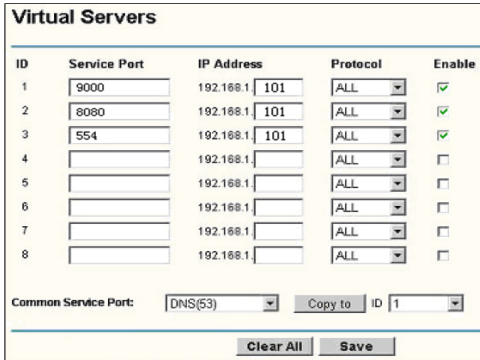 Virtual Servers
ID Service Port IP Address Protocol Enable
1 9000 192.168.1. 101 ALL
2 8080 192.168.1. 101 ALL
3 554 192.168.1. 101 ALL
4 192.168.1. ALL
5 192.168.1. ALL
6 192.168.1. ALL
7 192.168.1. ALL
8 192.168.1. ALL
Common Service Port: DNS(53) Copy to ID 1
Clear All Save